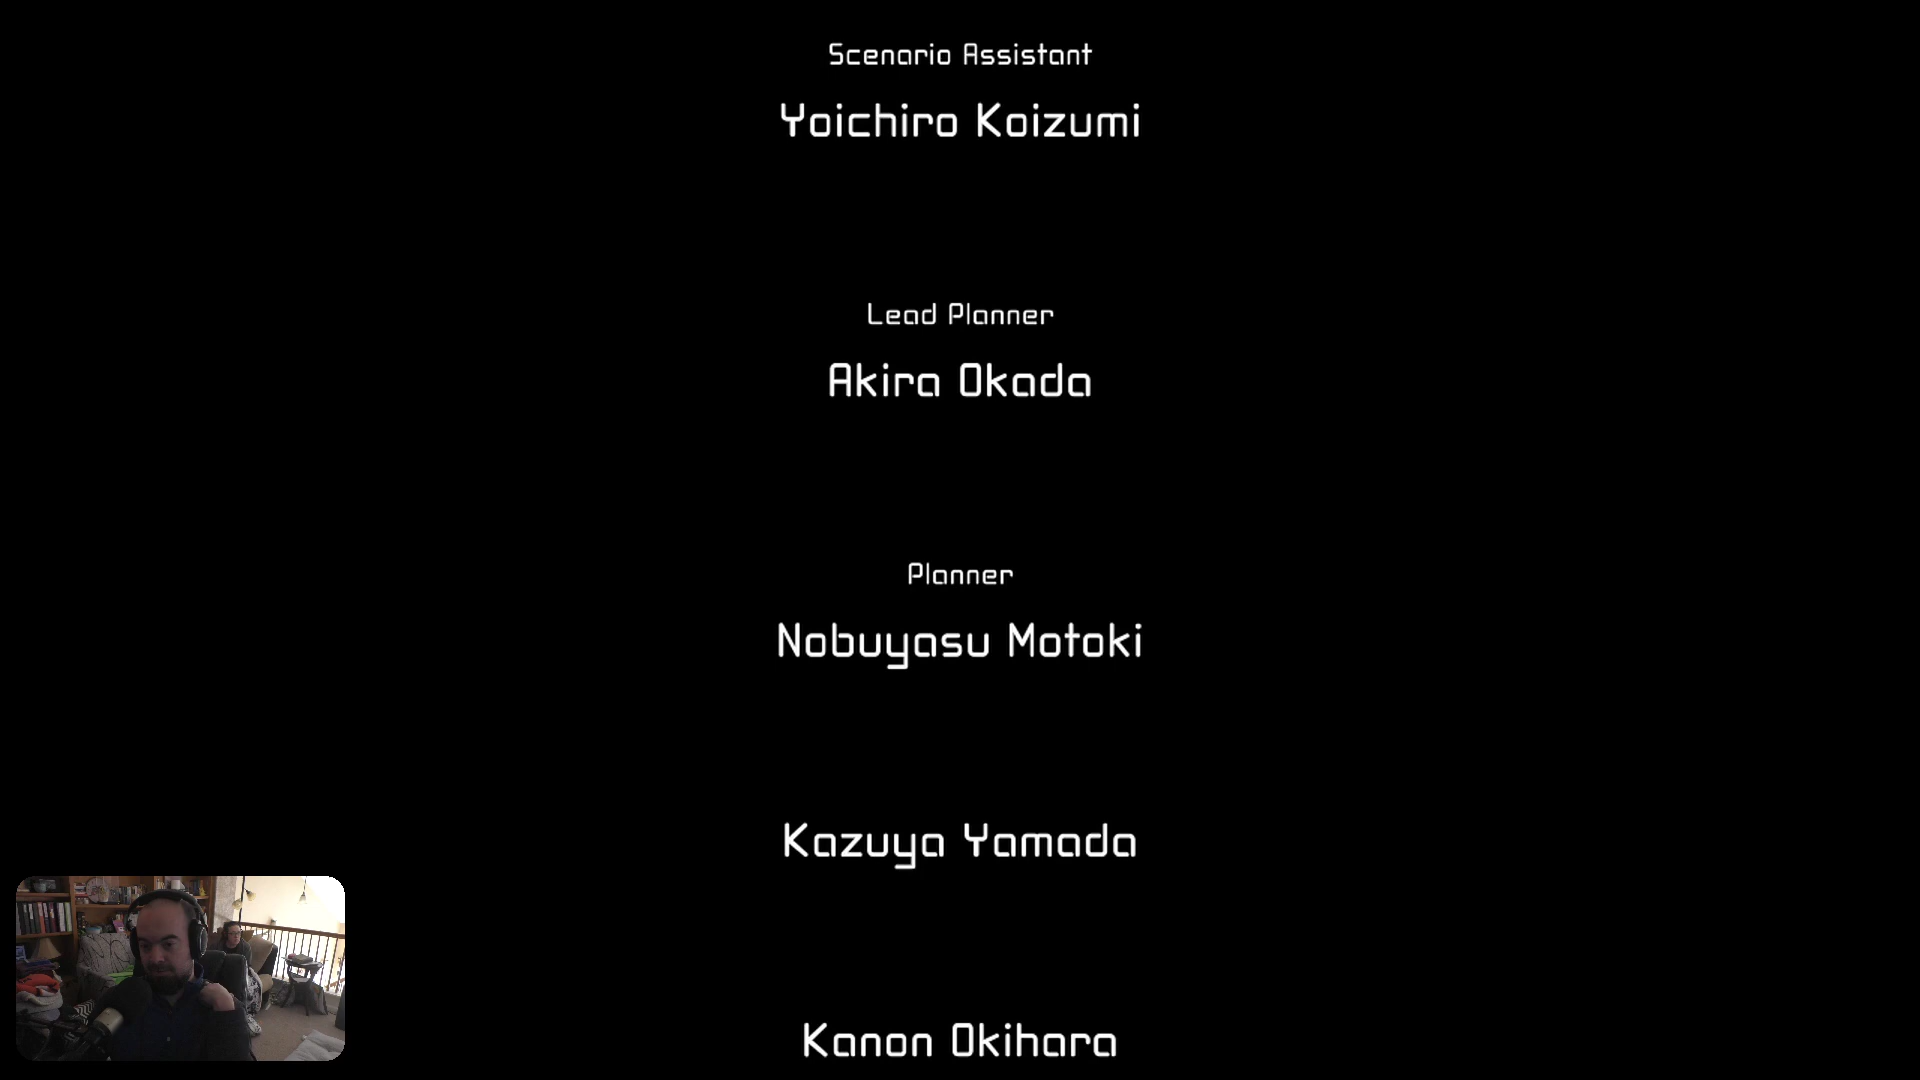 Scenario Assistant
Yoichiro Koizumi
Lead Planner
Akira Okada
Planner
Nobuyasu Motoki
Kazuya Yamada
Kanon Okihara